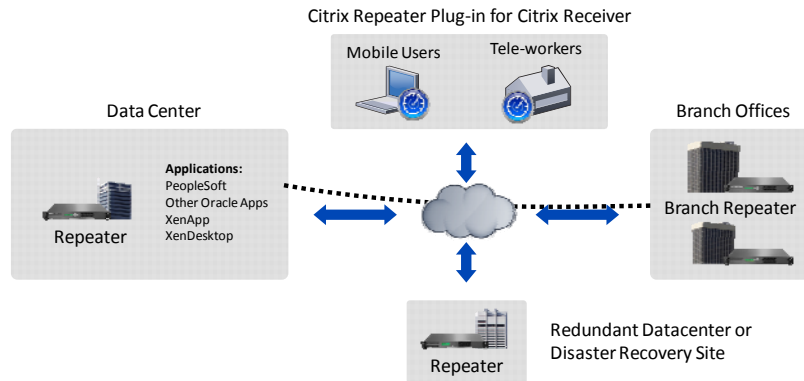 Citrix Repeater Plug-in for Citrix Receiver
Mobile Users
Tele-workers
Data Center
Applications:
PeopleSoft
Other Oracle Apps
XenApp
XenDesktop
Repeater
Branch Offices
Branch Repeater
Repeater
Redundant Datacenter or
Disaster Recovery Site